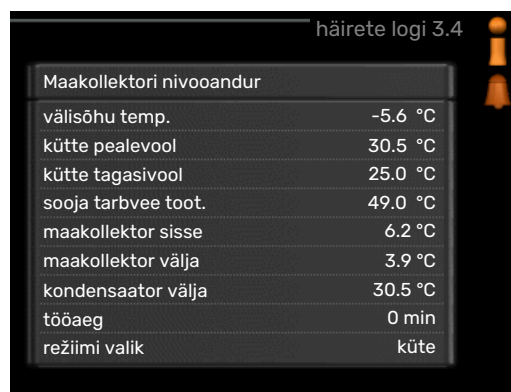 häirete logi 3.4
Maakollektori nivooandur
välisõhu temp. -5.6 °C
kütte pealevool 30.5 °C
kütte tagasivool 25.0 °C
sooja tarbvee toot. 49.0 °C
maakollektor sisse 6.2 °C
maakollektor välja 3.9 °C
kondensaator välja 30.5 °C
tööaeg 0 min
režiimi valik küte